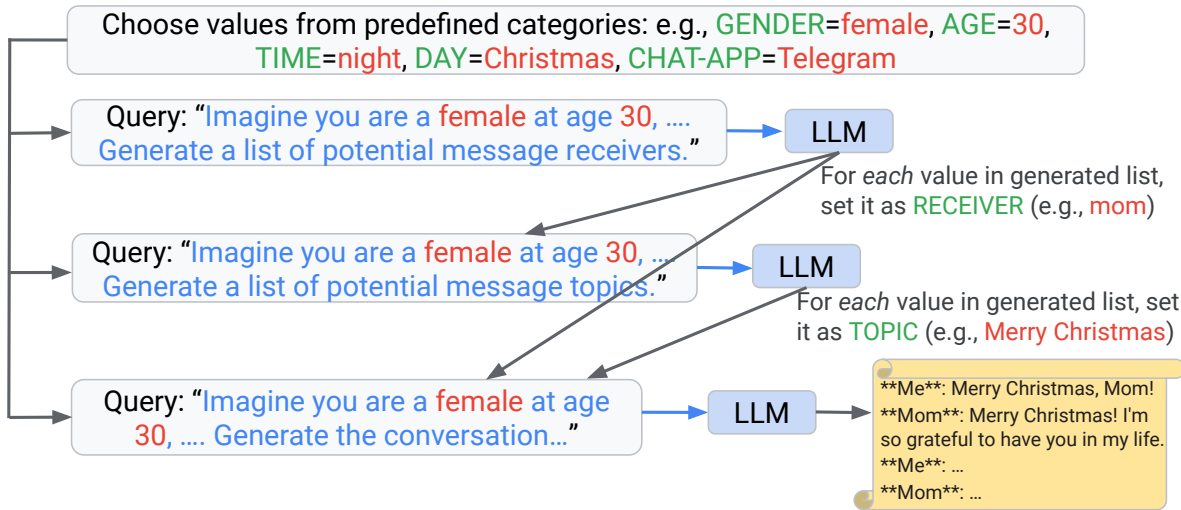 Choose values from predefined categories: e.g., GENDER=female, AGE=30,
TIME=night, DAY=Christmas, CHAT-APP=Telegram
Query: “Imagine you are a female at age 30, ....
Generate a list of potential message receivers.”
LLM
For each value in generated list,
set it as RECEIVER (e.g., mom)
Query: “Imagine you are a female at age 30, ....
Generate a list of potential message topics.”
LLM
For each value in generated list, set
it as TOPIC (e.g., Merry Christmas)
Query: “Imagine you are a female at age
30, .... Generate the conversation...”
LLM
**Me**: Merry Christmas, Mom!
**Mom**: Merry Christmas! I'm
so grateful to have you in my life.
**Me**: ...
**Mom**: ...